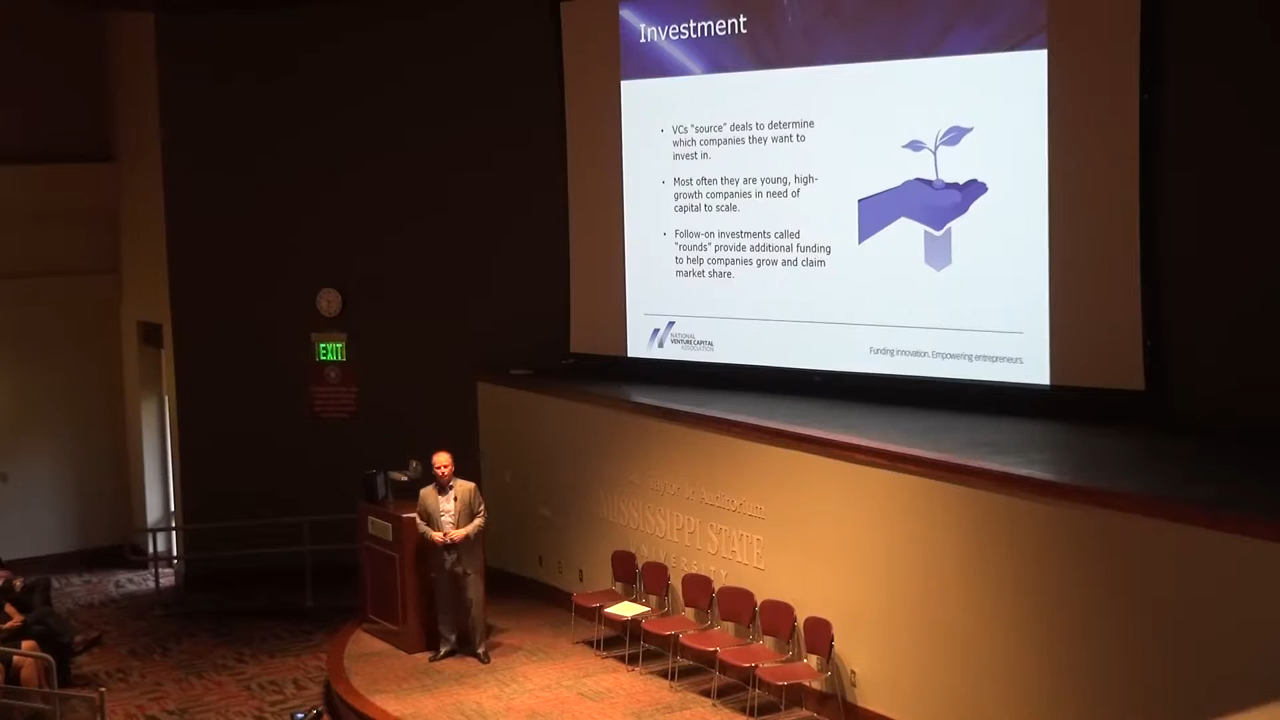 Investment
• VCs "source" deals to determine
which companies they want to
invest in.
• Most often they are young, high-
growth companies in need of
capital to scale.
• Follow-on investments called
"rounds" provide additional funding
to help companies grow and claim
market share.
NATIONAL
VENTURE CAPITAL
ASSOCIATION
Funding innovation. Empowering entrepreneurs.
EXIT
Taylor Jr. Auditorium
MISSISSIPPI STATE
UNIVERSITY